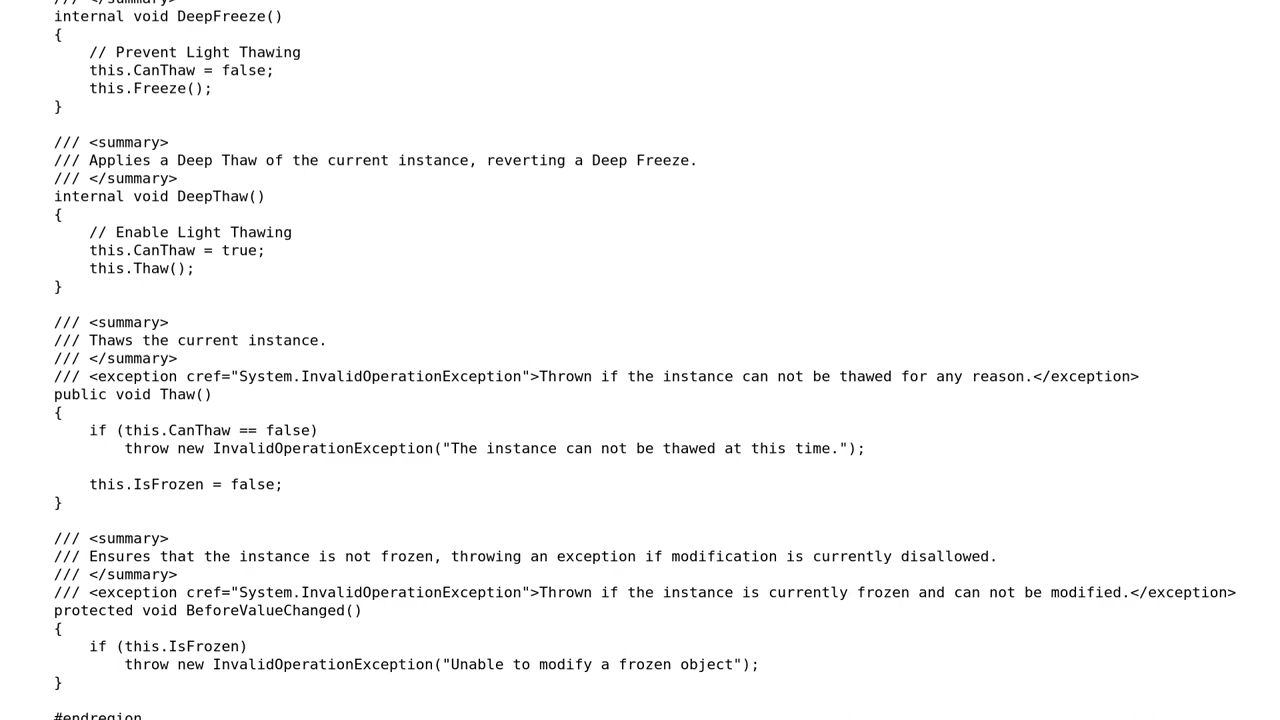 /// </summary>
internal void DeepFreeze()
{
    // Prevent Light Thawing
    this.CanThaw = false;
    this.Freeze();
}

/// <summary>
/// Applies a Deep Thaw of the current instance, reverting a Deep Freeze.
/// </summary>
internal void DeepThaw()
{
    // Enable Light Thawing
    this.CanThaw = true;
    this.Thaw();
}

/// <summary>
/// Thaws the current instance.
/// </summary>
/// <exception cref="System.InvalidOperationException">Thrown if the instance can not be thawed for any reason.</exception>
public void Thaw()
{
    if (this.CanThaw == false)
        throw new InvalidOperationException("The instance can not be thawed at this time.");

    this.IsFrozen = false;
}

/// <summary>
/// Ensures that the instance is not frozen, throwing an exception if modification is currently disallowed.
/// </summary>
/// <exception cref="System.InvalidOperationException">Thrown if the instance is currently frozen and can not be modified.</exception>
protected void BeforeValueChanged()
{
    if (this.IsFrozen)
        throw new InvalidOperationException("Unable to modify a frozen object");
}

#endregion